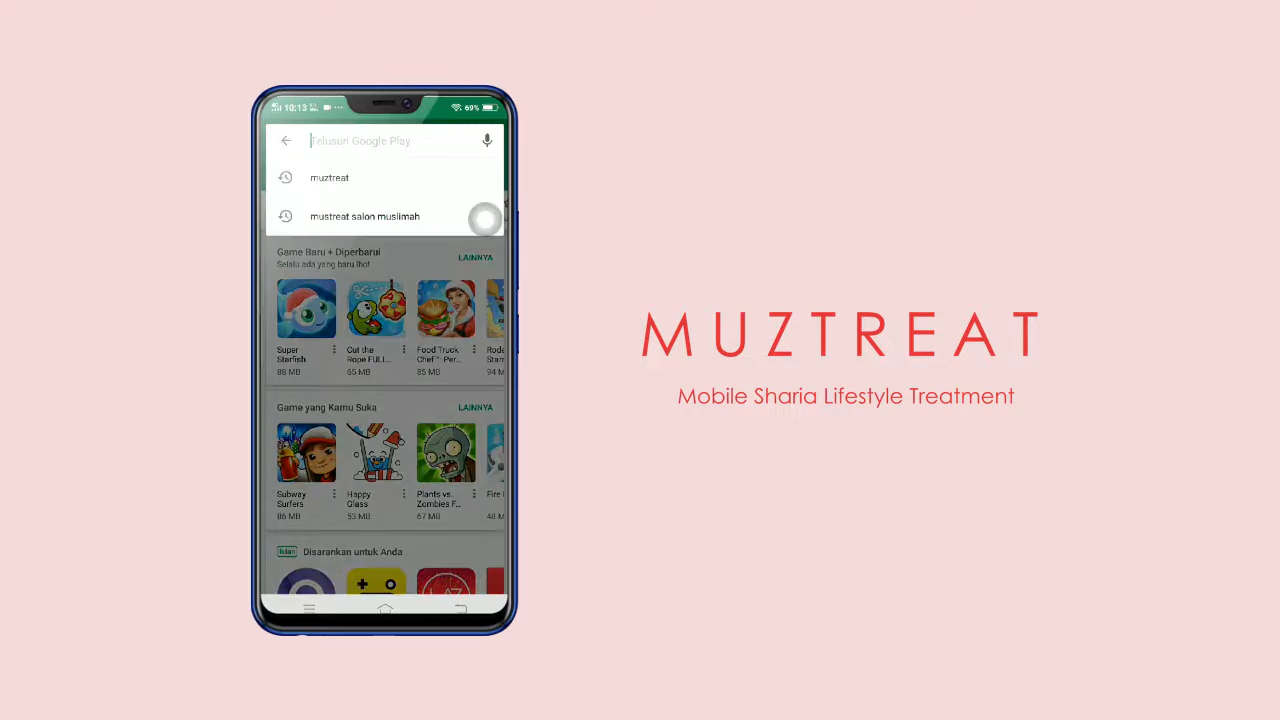 10:13
69%
Telusuri Google Play
muztreat
mustreat salon muslimah
Game Baru + Diperbarui
LAINNYA
Selalu ada yang baru lho!
Super Starfish
88 MB
Cut the Rope FULL...
65 MB
Food Truck Chef™: Per...
85 MB
94 M
Game yang Kamu Suka
LAINNYA
Subway Surfers
86 MB
Happy Glass
53 MB
Plants vs. Zombies F...
67 MB
Fire
48 M
Iklan Disarankan untuk Anda
MUZTREAT
Mobile Sharia Lifestyle Treatment